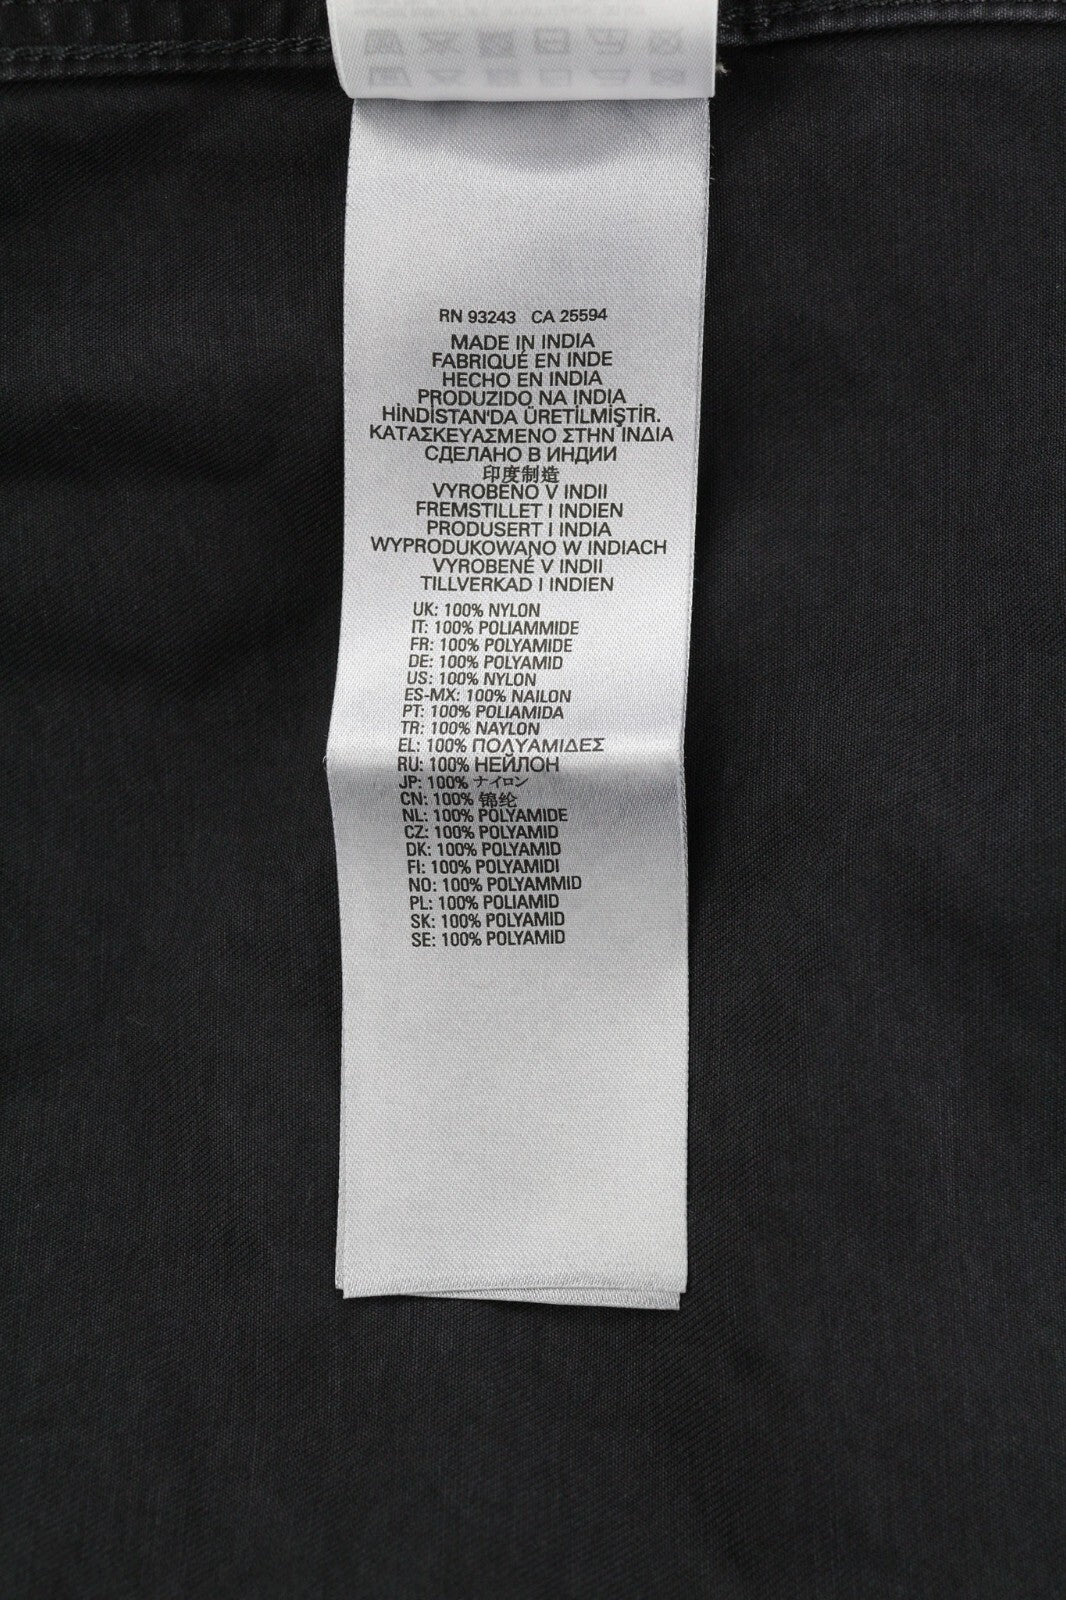 RN 93243 CA 25594
MADE IN INDIA
FABRIQUÉ EN INDE
HECHO EN INDIA
PRODUZIDO NA INDIA
HİNDİSTAN'DA ÜRETİLMİŞTİR.
ΚΑΤΑΣΚΕΥΑΣΜΕΝΟ ΣΤΗΝ ΙΝΔΙΑ
СДЕЛАНО В ИНДИИ
印度制造
VYROBENO V INDII
FREMSTILLET I INDIEN
PRODUSERT I INDIA
WYPRODUKOWANO W INDIACH
VYROBENÉ V INDII
TILLVERKAD I INDIEN
UK: 100% NYLON
IT: 100% POLIAMMIDE
FR: 100% POLYAMIDE
DE: 100% POLYAMID
US: 100% NYLON
ES-MX: 100% NAILON
PT: 100% POLIAMIDA
TR: 100% NAYLON
EL: 100% ΠΟΛΥΑΜΙΔΕΣ
RU: 100% НЕЙЛОН
JP: 100% ナイロン
CN: 100% 锦纶
NL: 100% POLYAMIDE
CZ: 100% POLYAMID
DK: 100% POLYAMID
FI: 100% POLYAMIDI
NO: 100% POLYAMMID
PL: 100% POLIAMID
SK: 100% POLYAMID
SE: 100% POLYAMID